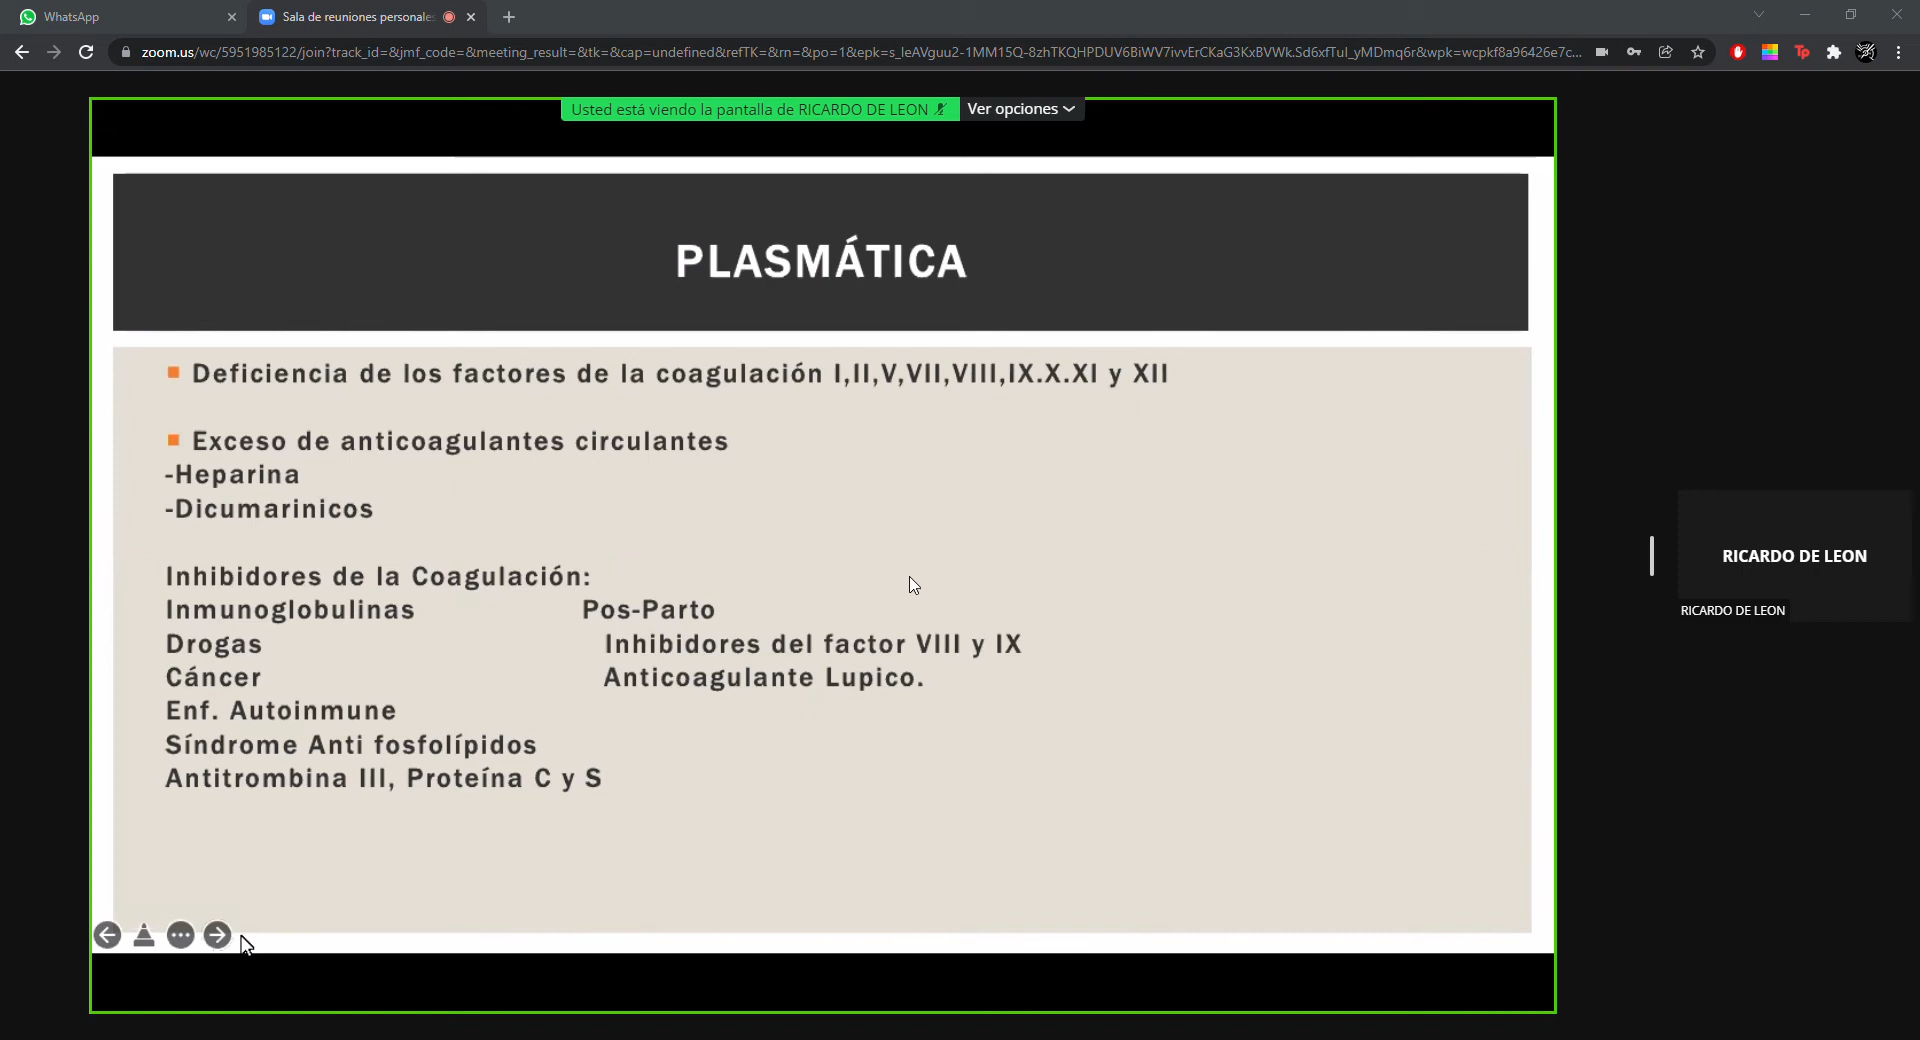 WhatsApp
Sala de reuniones personales
zoom.us/wc/5951985122/join?track_id=&jmf_code=&meeting_result=&tk=&cap=undefined&refTK=&rn=&po=1&epk=s_leAVguu2-1MM15Q-8zhTKQHPDUV6BiWV7ivvErCKaG3KxBVWk.Sd6xfTuI_yMDmq6r&wpk=wcpkf8a96426e7c...
Usted está viendo la pantalla de RICARDO DE LEON
Ver opciones
PLASMÁTICA
Deficiencia de los factores de la coagulación I,II,V,VII,VIII,IX.X.XI y XII
Exceso de anticoagulantes circulantes
-Heparina
-Dicumarinicos
Inhibidores de la Coagulación:
Inmunoglobulinas Pos-Parto
Drogas Inhibidores del factor VIII y IX
Cáncer Anticoagulante Lupico.
Enf. Autoinmune
Síndrome Anti fosfolípidos
Antitrombina III, Proteína C y S
RICARDO DE LEON
RICARDO DE LEON